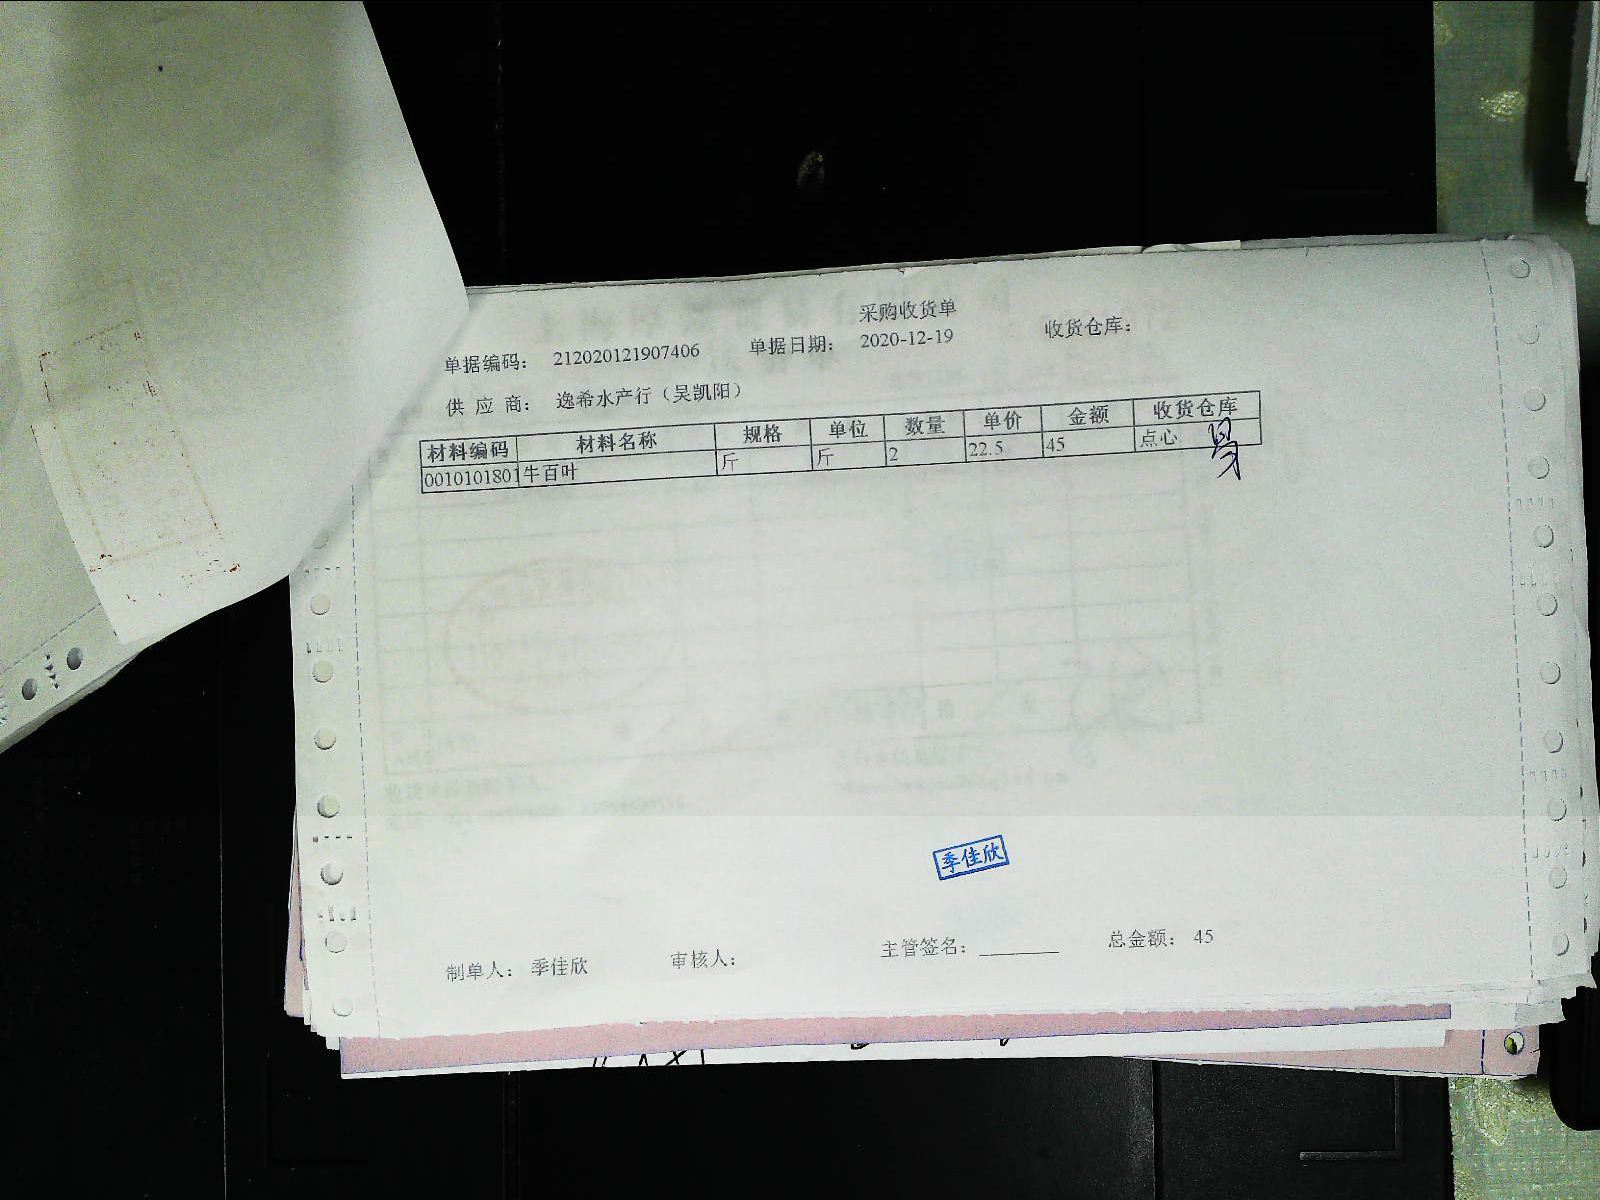 采购收货单
单据编码： 212020121907406 单据日期： 2020-12-19 收货仓库：
供 应 商： 逸希水产行（吴凯阳）
材料编码 材料名称 规格 单位 数量 单价 金额 收货仓库
0010101801 牛百叶 斤 斤 2 22.5 45 点心
季佳欣
制单人： 季佳欣 审核人： 主管签名： 总金额： 45